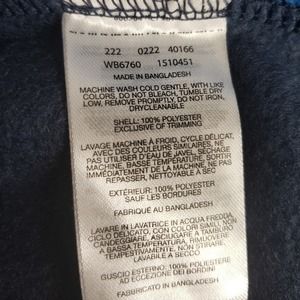 222 0222 40166
WB6760 1510451
MADE IN BANGLADESH
MACHINE WASH COLD GENTLE, WITH LIKE
COLORS, DO NOT BLEACH, TUMBLE DRY
LOW, REMOVE PROMPTLY, DO NOT IRON,
DRYCLEANABLE
SHELL: 100% POLYESTER
EXCLUSIVE OF TRIMMING
LAVAGE MACHINE À FROID, CYCLE DÉLICAT,
AVEC DES COULEURS SIMILAIRES, NE
PAS UTILISER D'EAU DE JAVEL, SÉCHAGE
MACHINE, BASSE TEMPÉRATURE, SORTIR
IMMÉDIATEMENT DE LA MACHINE, NE PAS
REPASSER, NETTOYABLE À SEC
EXTÉRIEUR: 100% POLYESTER
SAUF LES BORDURES
FABRIQUÉ AU BANGLADESH
LAVARE IN LAVATRICE IN ACQUA FREDDA,
CICLO DELICATO, CON COLORI SIMILI, NON
CANDEGGIARE, ASCIUGARE A TAMBURO
A BASSA TEMPERATURA, RIMUOVERE
TEMPESTIVAMENTE, NON STIRARE,
LAVABILE A SECCO
GUSCIO ESTERNO: 100% POLIESTERE
AD ECCEZIONE DEI BORDINI
FABBRICATO IN BANGLADESH